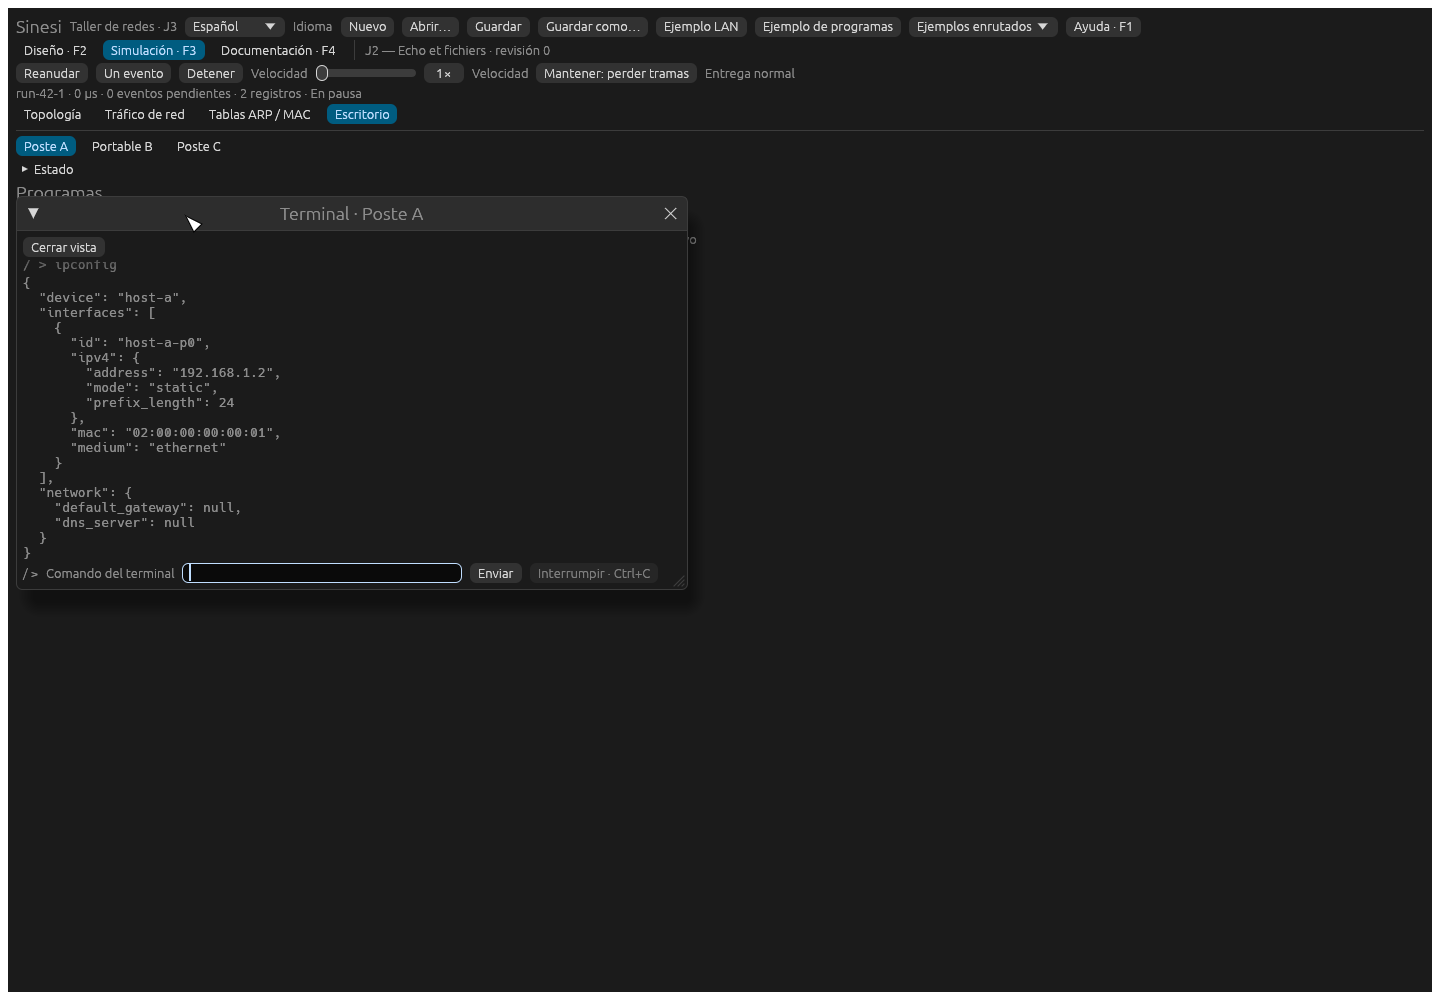 Sinesi Taller de redes · J3 Español Idioma Nuevo Abrir... Guardar Guardar como... Ejemplo LAN Ejemplo de programas Ejemplos enrutados Ayuda · F1
Diseño · F2 Simulación · F3 Documentación · F4 J2 — Echo et fichiers · revisión 0
Reanudar Un evento Detener Velocidad 1× Velocidad Mantener: perder tramas Entrega normal
run-42-1 · 0 µs · 0 eventos pendientes · 2 registros · En pausa
Topología Tráfico de red Tablas ARP / MAC Escritorio
Poste A Portable B Poste C
Estado
Programas
Terminal · Poste A
Cerrar vista
/ > ipconfig
{
"device": "host-a",
"interfaces": [
{
"id": "host-a-p0",
"ipv4": {
"address": "192.168.1.2",
"mode": "static",
"prefix_length": 24
},
"mac": "02:00:00:00:00:01",
"medium": "ethernet"
}
],
"network": {
"default_gateway": null,
"dns_server": null
}
}
/ > Comando del terminal Enviar Interrumpir · Ctrl+C